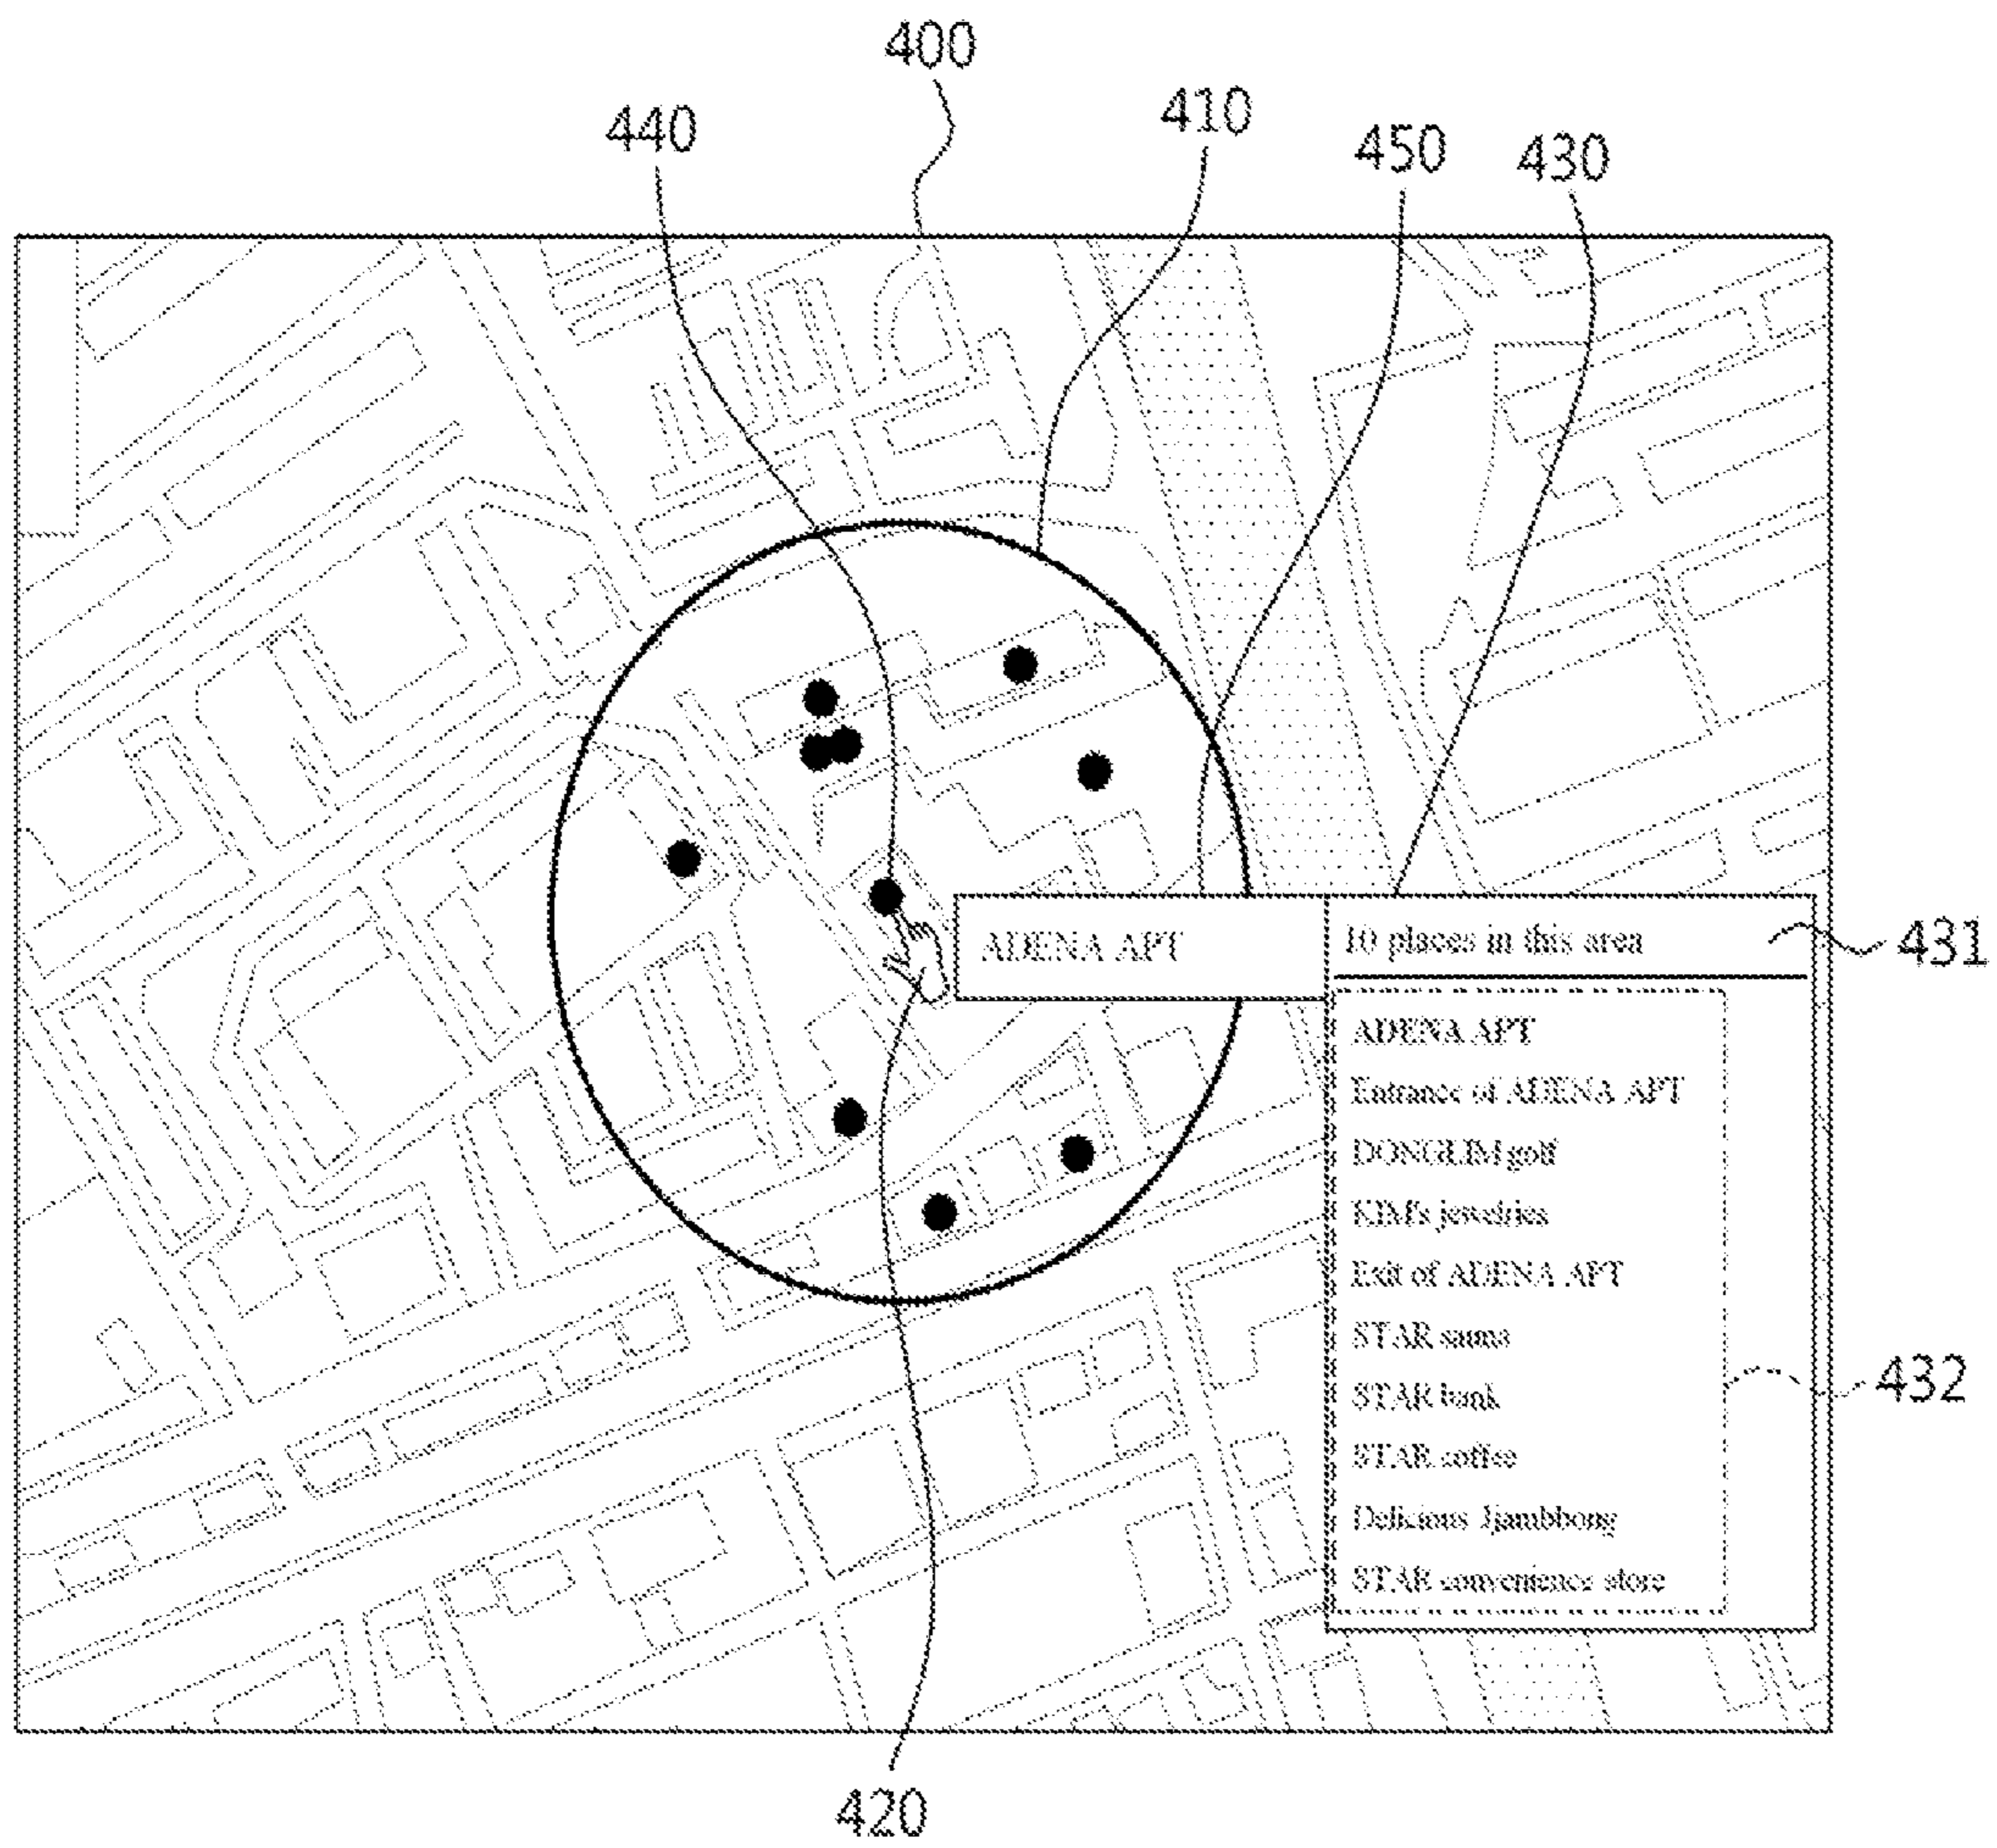 400
410
440
450
430
ADENA APT
10 places in this area
431
ADENA APT
Entrance of ADENA APT
DONGLIM golf
KIM's jewelries
Exit of ADENA APT
STAR sauna
STAR bank
432
STAR coffee
Delicious Jjambbong
STAR convenience store
420